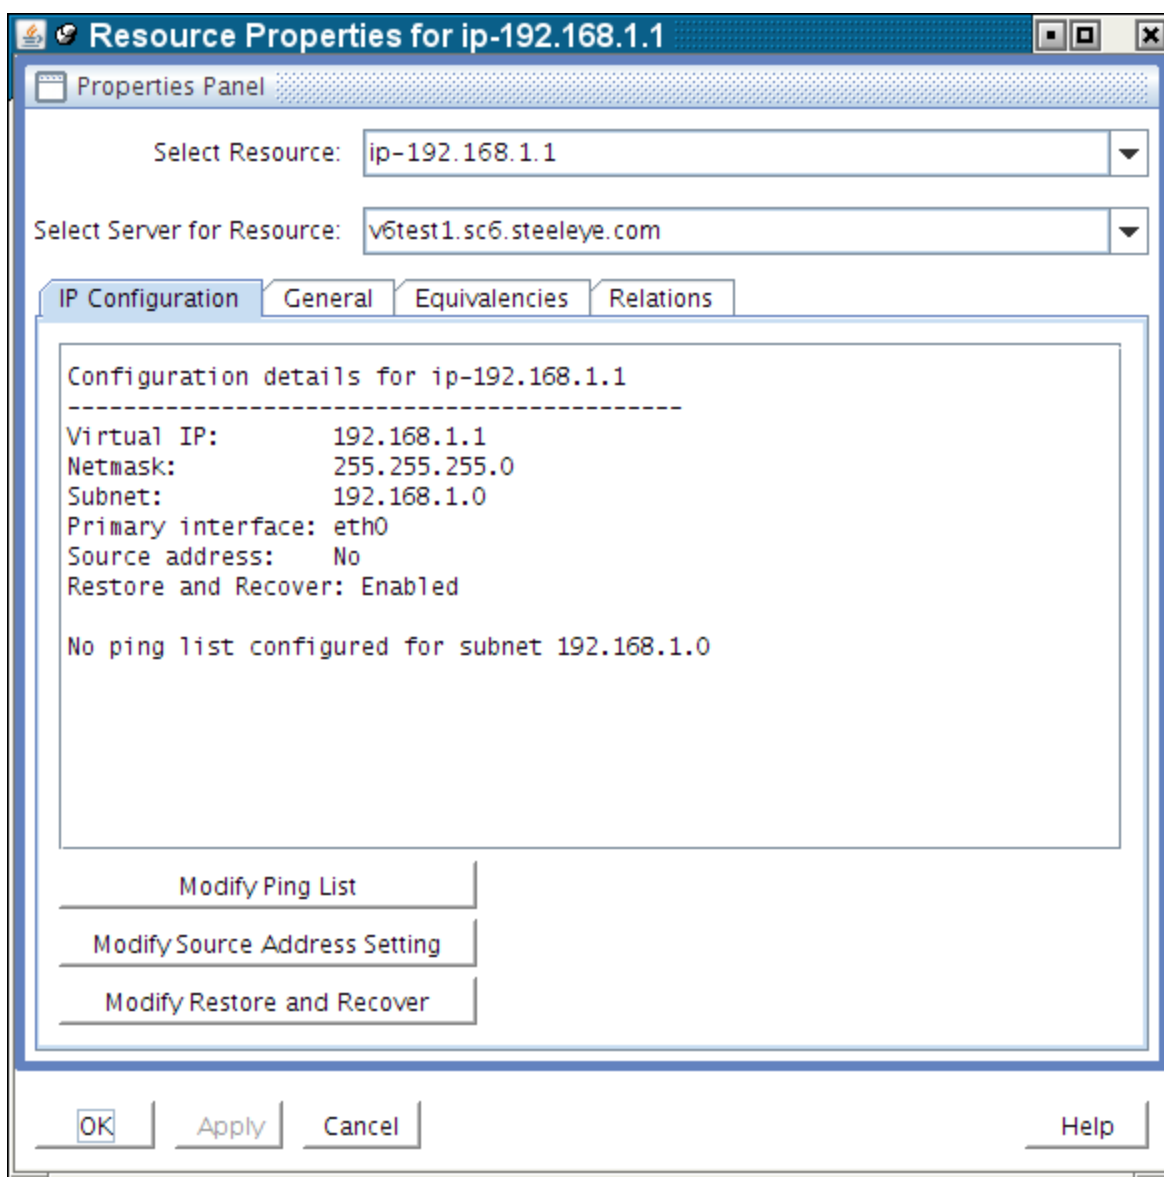 Resource Properties for ip-192.168.1.1
Properties Panel
Select Resource: ip-192.168.1.1
Select Server for Resource: v6test1.sc6.steeleye.com
IP Configuration General Equivalencies Relations
Configuration details for ip-192.168.1.1
--------------------------------------------
Virtual IP: 192.168.1.1
Netmask: 255.255.255.0
Subnet: 192.168.1.0
Primary interface: eth0
Source address: No
Restore and Recover: Enabled
No ping list configured for subnet 192.168.1.0
Modify Ping List
Modify Source Address Setting
Modify Restore and Recover
OK Apply Cancel Help